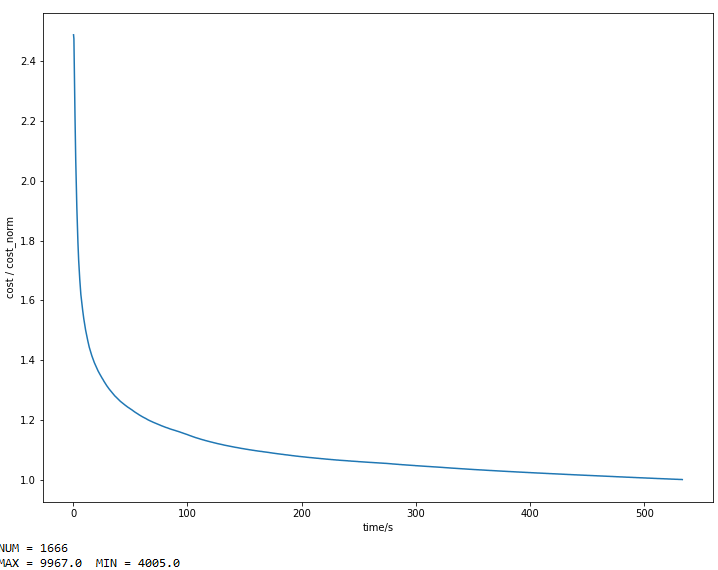 2.4
2.2
2.0
1.8
1.6
1.4
1.2
1.0
cost / cost_norm
0 100 200 300 400 500
time/s
NUM = 1666
MAX = 9967.0 MIN = 4005.0